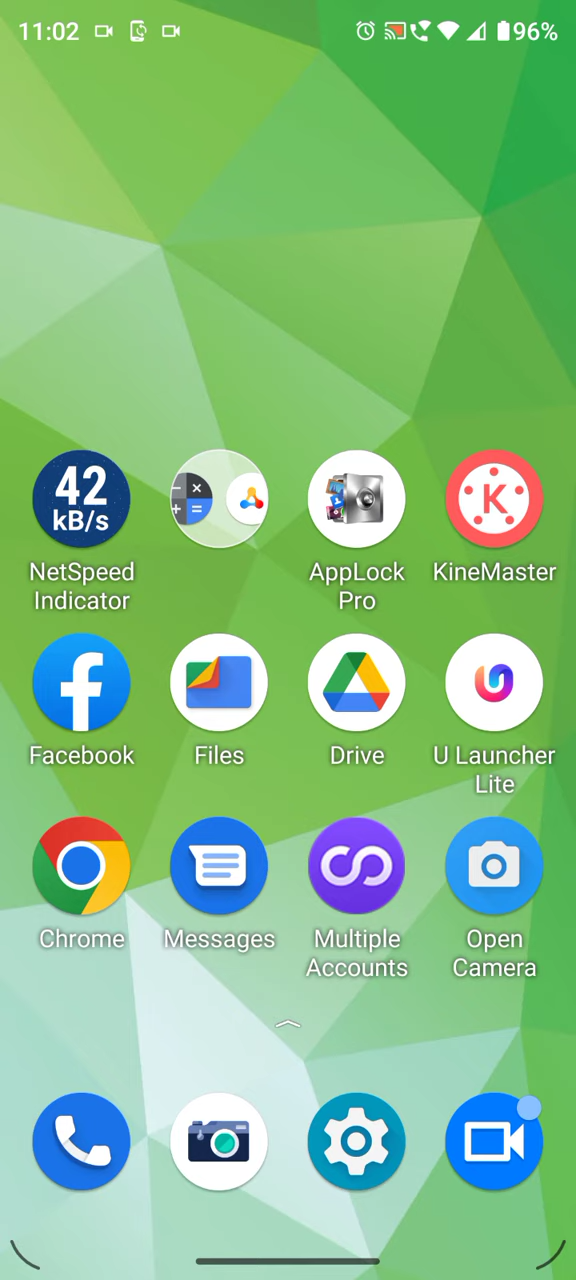 11:02
96%
42
kB/s
NetSpeed
Indicator
AppLock
Pro
K
KineMaster
Facebook
Files
Drive
U Launcher
Lite
Chrome
Messages
Multiple
Accounts
Open
Camera